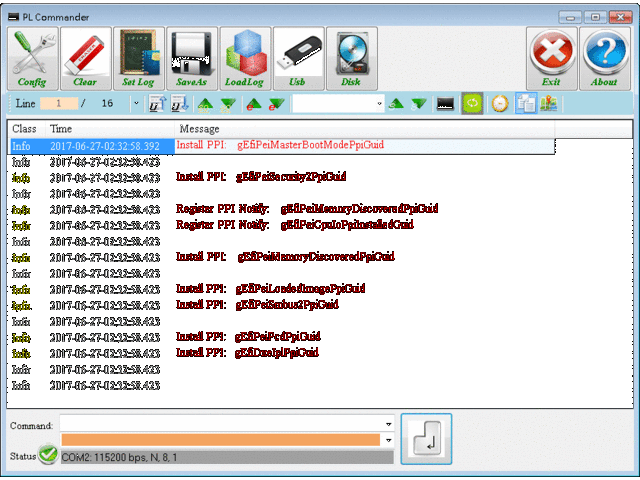 PL Commander
Config Clear Set Log SaveAs LoadLog Usb Disk Exit About
Line 1 / 16
Class Time Message
Info 2017-06-27-02:32:58.392 Install PPI: gEfiPeiMasterBootModePpiGuid
Info 2017-06-27-02:32:58.423
Info 2017-06-27-02:32:58.423 Install PPI: gEfiPeiSecurity2PpiGuid
Info 2017-06-27-02:32:58.423
Info 2017-06-27-02:32:58.423 Register PPI Notify: gEfiPeiMemoryDiscoveredPpiGuid
Info 2017-06-27-02:32:58.423 Register PPI Notify: gEfiPeiCpuIoPpiInstalledGuid
Info 2017-06-27-02:32:58.423
Info 2017-06-27-02:32:58.423 Install PPI: gEfiPeiMemoryDiscoveredPpiGuid
Info 2017-06-27-02:32:58.423
Info 2017-06-27-02:32:58.423 Install PPI: gEfiPeiLoadedImagePpiGuid
Info 2017-06-27-02:32:58.423 Install PPI: gEfiPeiSmbus2PpiGuid
Info 2017-06-27-02:32:58.423
Info 2017-06-27-02:32:58.423 Install PPI: gEfiPeiPcdPpiGuid
Info 2017-06-27-02:32:58.423 Install PPI: gEfiDxeIplPpiGuid
Info 2017-06-27-02:32:58.423
Info 2017-06-27-02:32:58.423
Command:
Status COM2: 115200 bps, N, 8, 1